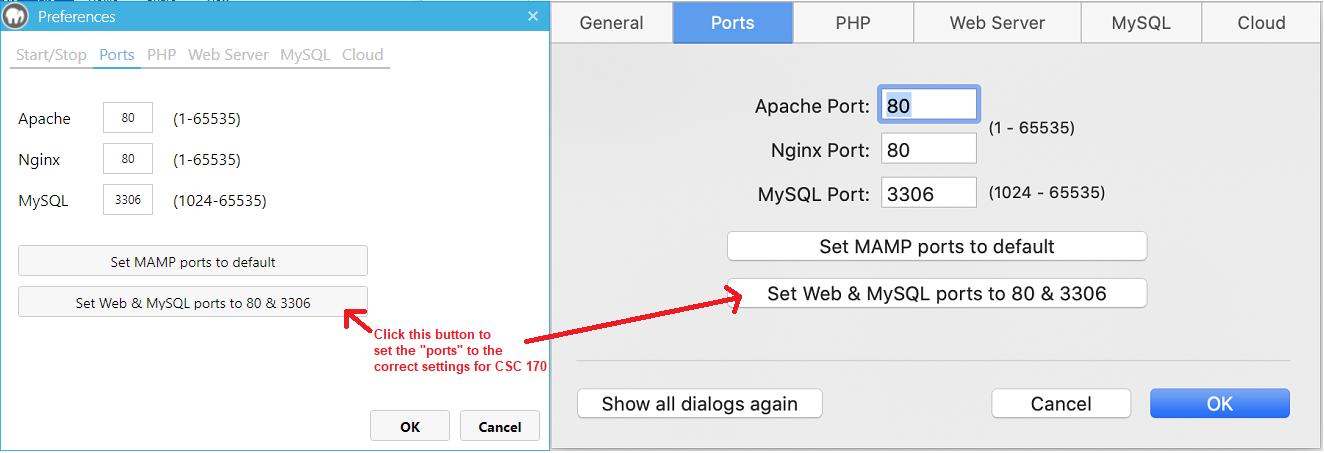 Preferences
Start/Stop Ports PHP Web Server MySQL Cloud
Apache 80 (1-65535)
Nginx 80 (1-65535)
MySQL 3306 (1024-65535)
Set MAMP ports to default
Set Web & MySQL ports to 80 & 3306
Click this button to
set the "ports" to the
correct settings for CSC 170
OK Cancel
General Ports PHP Web Server MySQL Cloud
Apache Port: 80
(1 - 65535)
Nginx Port: 80
MySQL Port: 3306 (1024 - 65535)
Set MAMP ports to default
Set Web & MySQL ports to 80 & 3306
Show all dialogs again Cancel OK